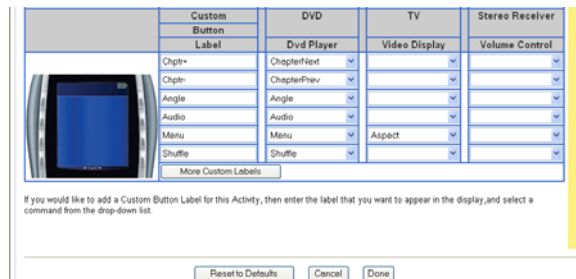 Custom DVD TV Stereo Receiver
Button
Label Dvd Player Video Display Volume Control
Chptr+ ChapterNext
Chptr- ChapterPrev
Angle Angle
Audio Audio
Menu Menu Aspect
Shuffle Shuffle
More Custom Labels
If you would like to add a Custom Button Label for this Activity, then enter the label that you want to appear in the display,and select a
command from the drop-down list.
Reset to Defaults Cancel Done